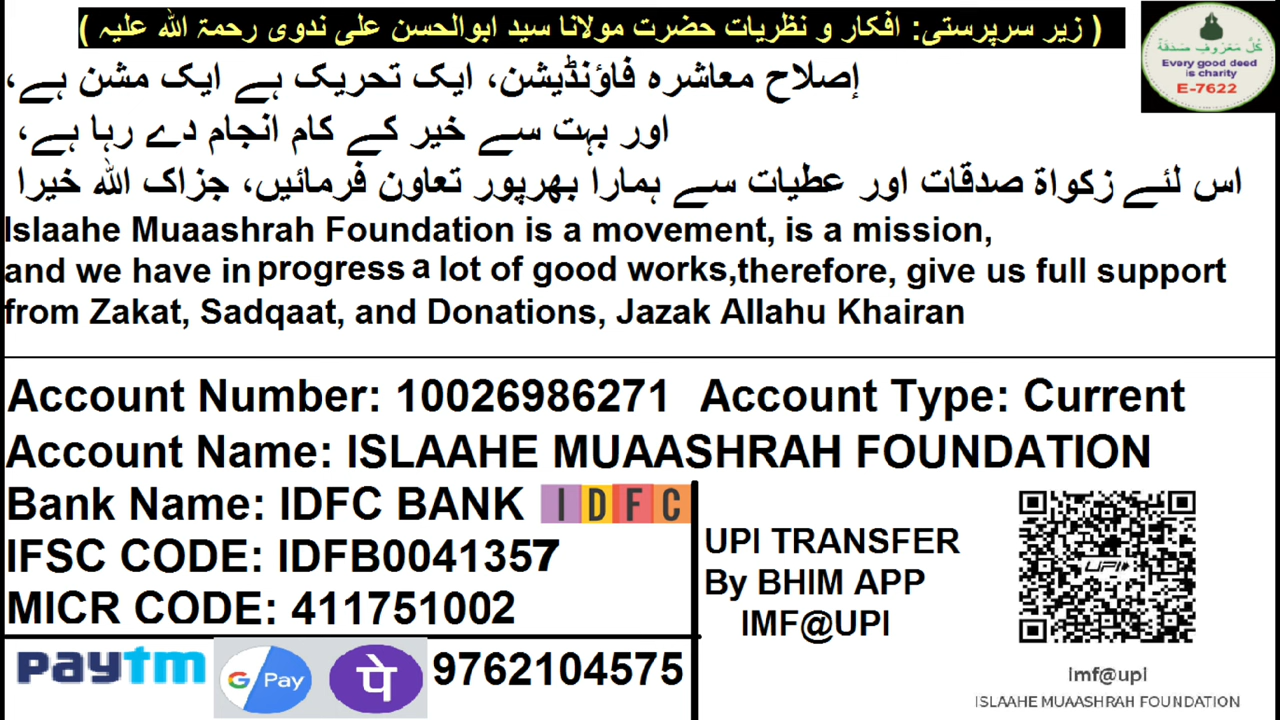 ( زیر سرپرستی: افکار و نظریات حضرت مولانا سید ابوالحسن علی ندوی رحمۃ اللہ علیہ )
كُلُّ مَعْرُوفٍ صَدَقَةٌ
Every good deed
is charity
E-7622
إصلاح معاشرہ فاؤنڈیشن، ایک تحریک ہے ایک مشن ہے،
اور بہت سے خیر کے کام انجام دے رہا ہے،
اس لئے زکواۃ صدقات اور عطیات سے ہمارا بھرپور تعاون فرمائیں، جزاک اللہ خیرا
Islaahe Muaashrah Foundation is a movement, is a mission,
and we have in progress a lot of good works,therefore, give us full support
from Zakat, Sadqaat, and Donations, Jazak Allahu Khairan
Account Number: 10026986271 Account Type: Current
Account Name: ISLAAHE MUAASHRAH FOUNDATION
Bank Name: IDFC BANK IDFC
IFSC CODE: IDFB0041357
MICR CODE: 411751002
paytm G Pay पे 9762104575
UPI TRANSFER
By BHIM APP
IMF@UPI
UPI
imf@upi
ISLAAHE MUAASHRAH FOUNDATION